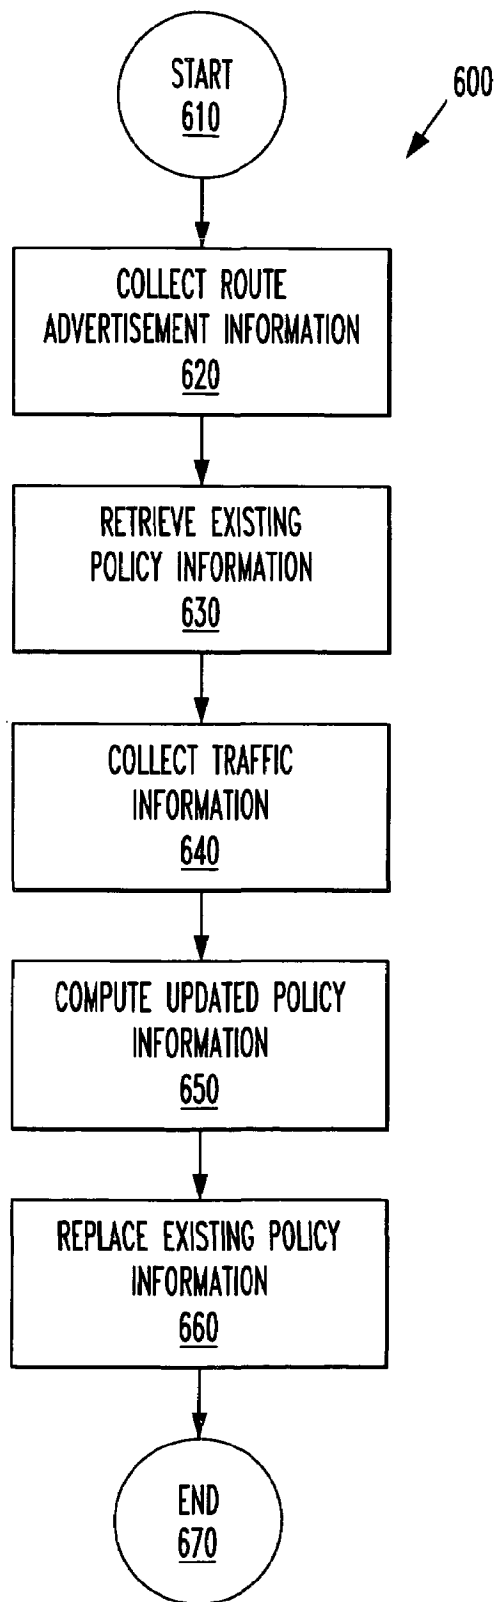 START
610
600
COLLECT ROUTE
ADVERTISEMENT INFORMATION
620
RETRIEVE EXISTING
POLICY INFORMATION
630
COLLECT TRAFFIC
INFORMATION
640
COMPUTE UPDATED POLICY
INFORMATION
650
REPLACE EXISTING POLICY
INFORMATION
660
END
670